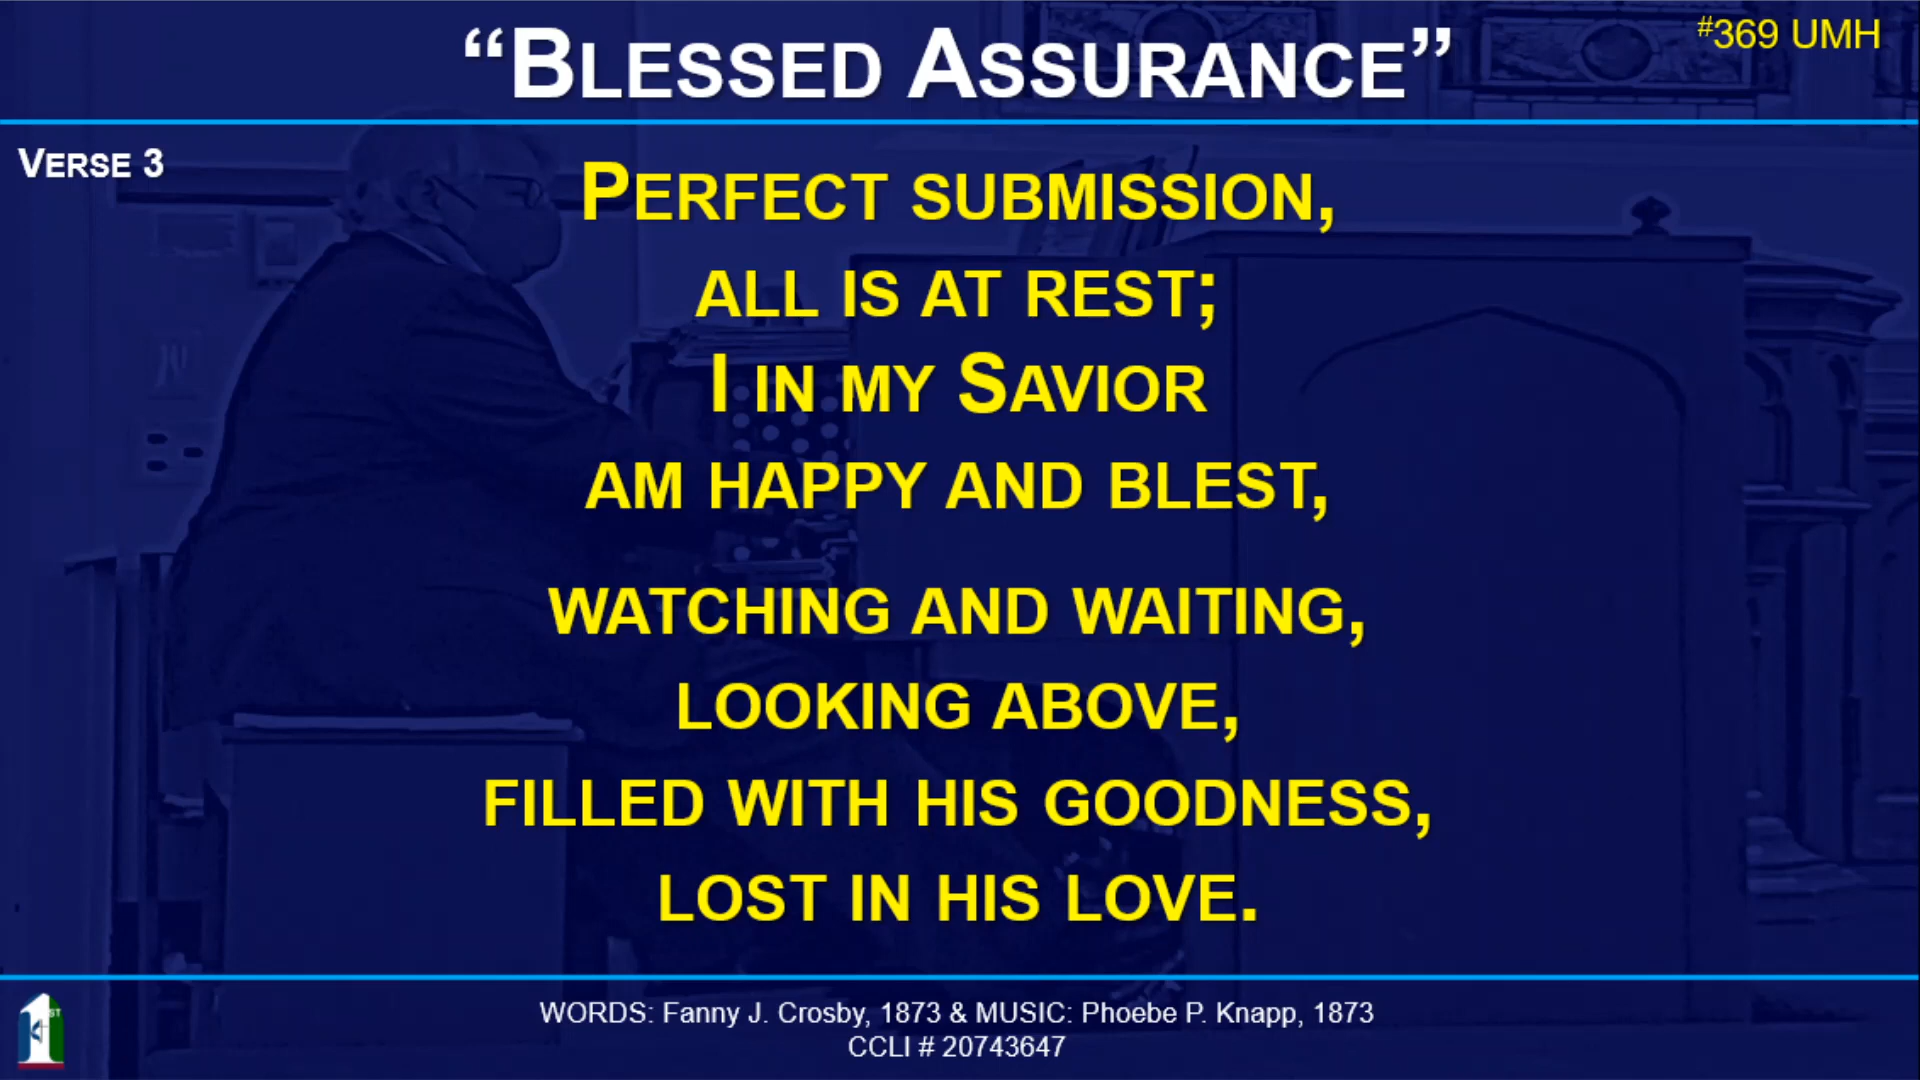 “BLESSED ASSURANCE”
#369 UMH
VERSE 3
PERFECT SUBMISSION,
ALL IS AT REST;
I IN MY SAVIOR
AM HAPPY AND BLEST,
WATCHING AND WAITING,
LOOKING ABOVE,
FILLED WITH HIS GOODNESS,
LOST IN HIS LOVE.
1ST
WORDS: Fanny J. Crosby, 1873 & MUSIC: Phoebe P. Knapp, 1873
CCLI # 20743647